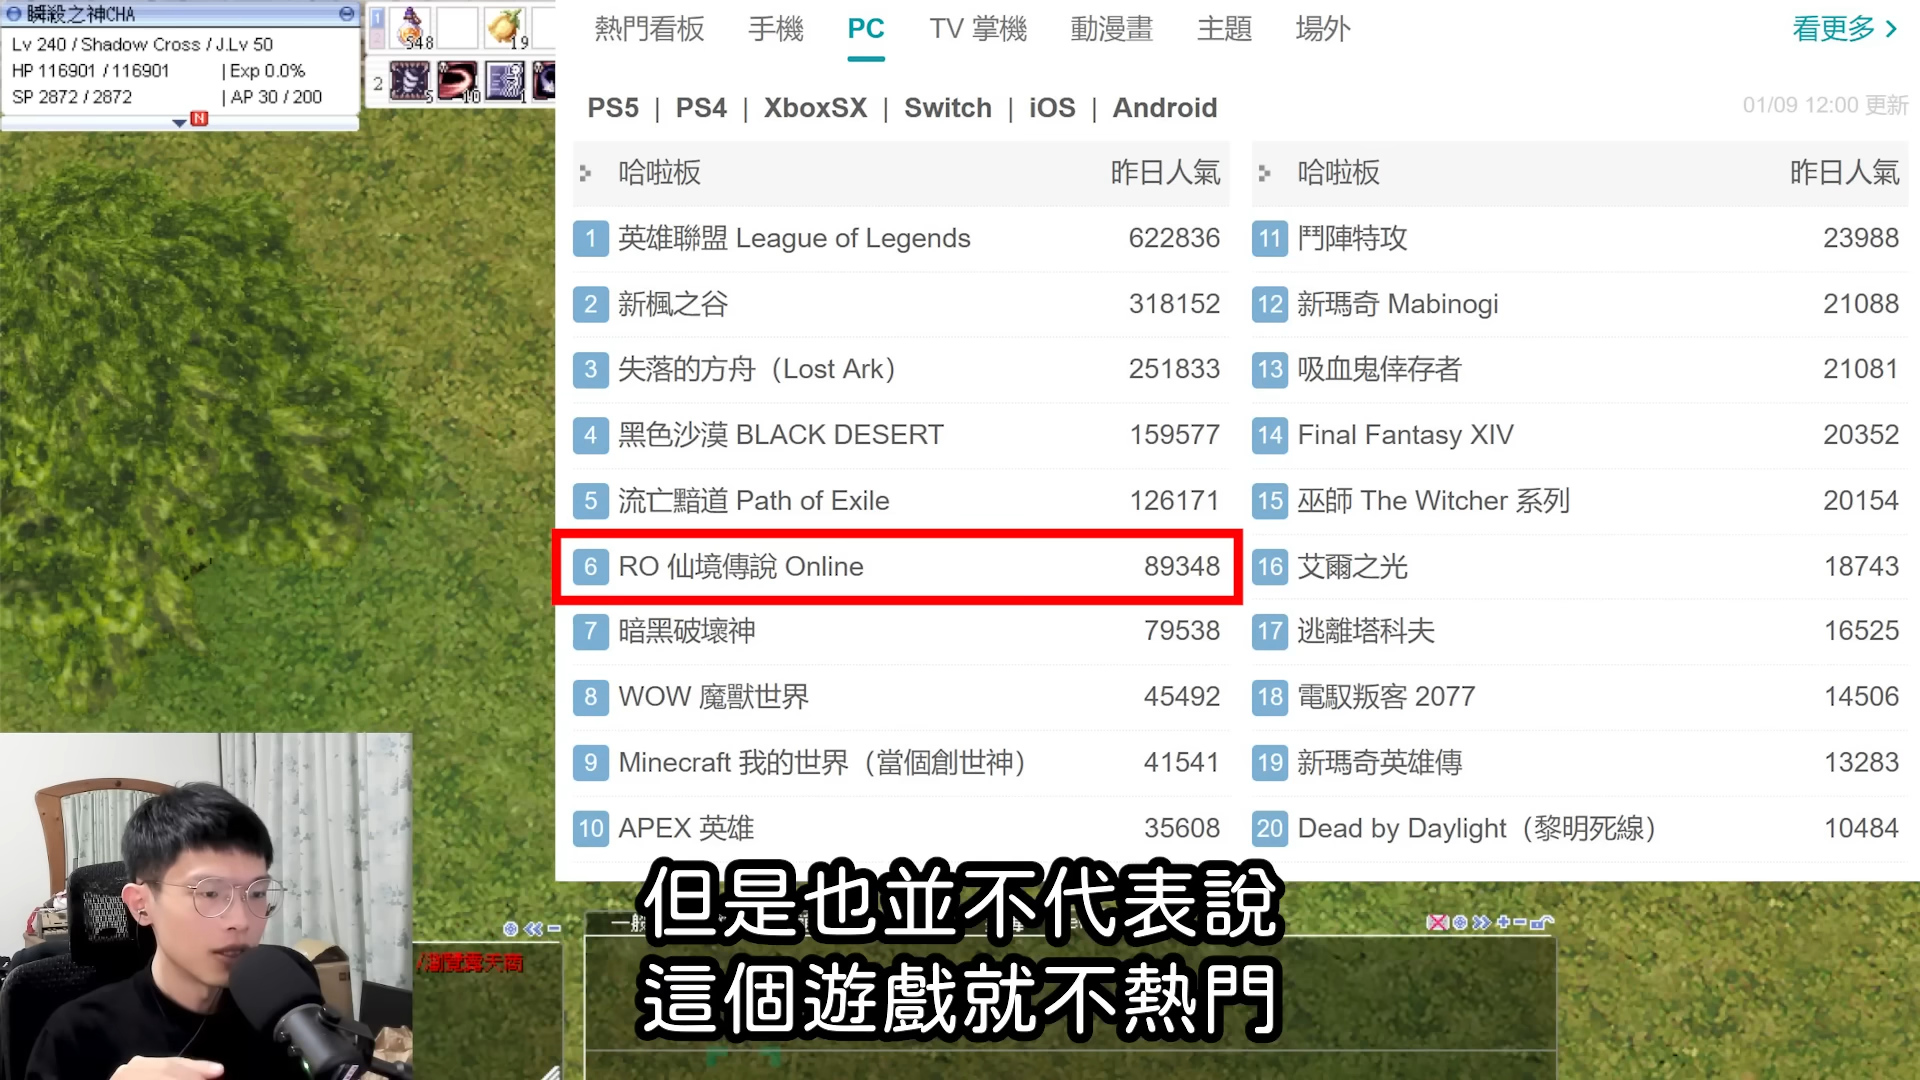 瞬殺之神CHA
Lv 240 / Shadow Cross / J.Lv 50
HP 116901 / 116901 | Exp 0.0%
SP 2872 / 2872 | AP 30 / 200
N
1
548
19
2
5
10
1
熱門看板 手機 PC TV 掌機 動漫畫 主題 場外 看更多
PS5 | PS4 | XboxSX | Switch | iOS | Android
01/09 12:00 更新
哈啦板 昨日人氣
1 英雄聯盟 League of Legends 622836
2 新楓之谷 318152
3 失落的方舟（Lost Ark） 251833
4 黑色沙漠 BLACK DESERT 159577
5 流亡黯道 Path of Exile 126171
6 RO 仙境傳說 Online 89348
7 暗黑破壞神 79538
8 WOW 魔獸世界 45492
9 Minecraft 我的世界（當個創世神） 41541
10 APEX 英雄 35608
哈啦板 昨日人氣
11 鬥陣特攻 23988
12 新瑪奇 Mabinogi 21088
13 吸血鬼倖存者 21081
14 Final Fantasy XIV 20352
15 巫師 The Witcher 系列 20154
16 艾爾之光 18743
17 逃離塔科夫 16525
18 電馭叛客 2077 14506
19 新瑪奇英雄傳 13283
20 Dead by Daylight（黎明死線） 10484
但是也並不代表說
這個遊戲就不熱門